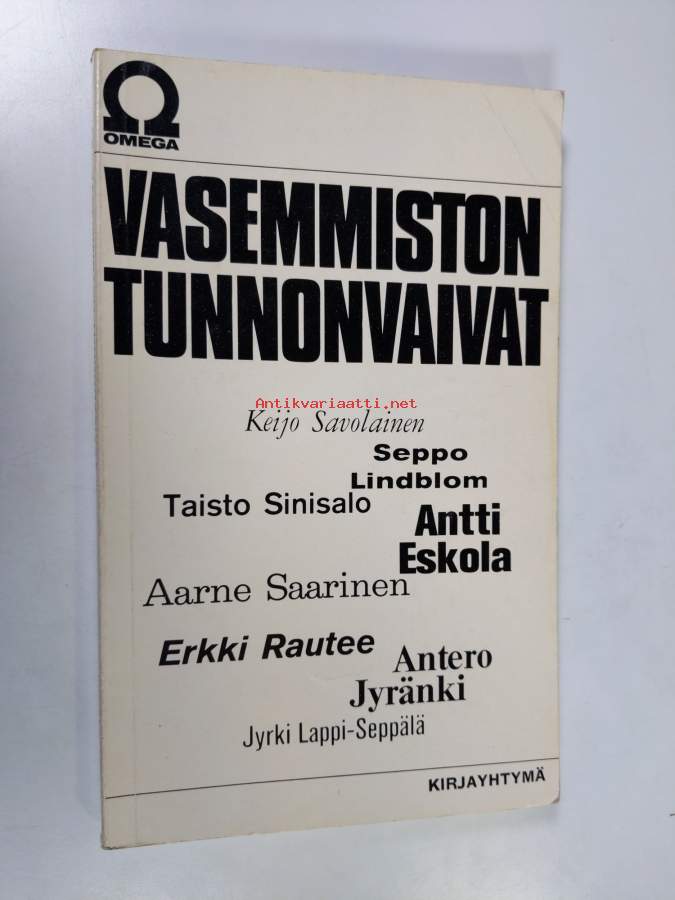 OMEGA
VASEMMISTON
TUNNONVAIVAT
Antikvariaatti.net
Keijo Savolainen
Seppo
Lindblom
Taisto Sinisalo
Antti
Eskola
Aarne Saarinen
Erkki Rautee
Antero
Jyränki
Jyrki Lappi-Seppälä
KIRJAYHTYMÄ